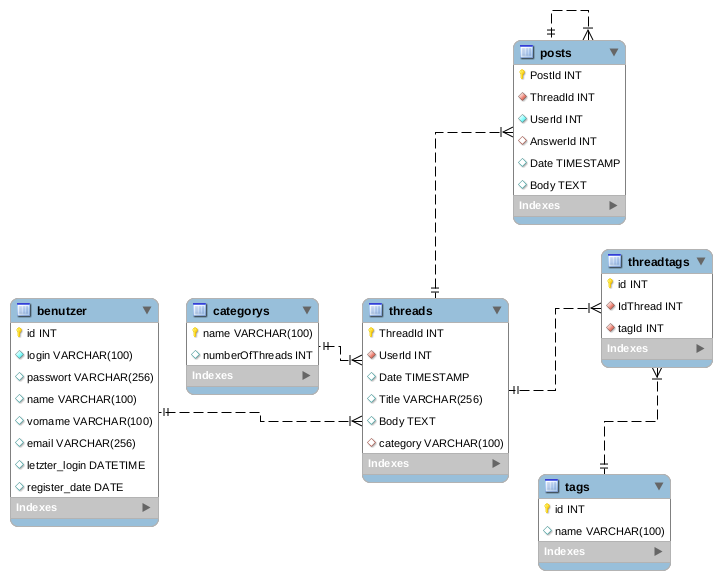 posts
PostId INT
ThreadId INT
UserId INT
AnswerId INT
Date TIMESTAMP
Body TEXT
Indexes
threadtags
id INT
IdThread INT
tagId INT
Indexes
benutzer
id INT
login VARCHAR(100)
passwort VARCHAR(256)
name VARCHAR(100)
vorname VARCHAR(100)
email VARCHAR(256)
letzter_login DATETIME
register_date DATE
Indexes
categorys
name VARCHAR(100)
numberOfThreads INT
Indexes
threads
ThreadId INT
UserId INT
Date TIMESTAMP
Title VARCHAR(256)
Body TEXT
category VARCHAR(100)
Indexes
tags
id INT
name VARCHAR(100)
Indexes